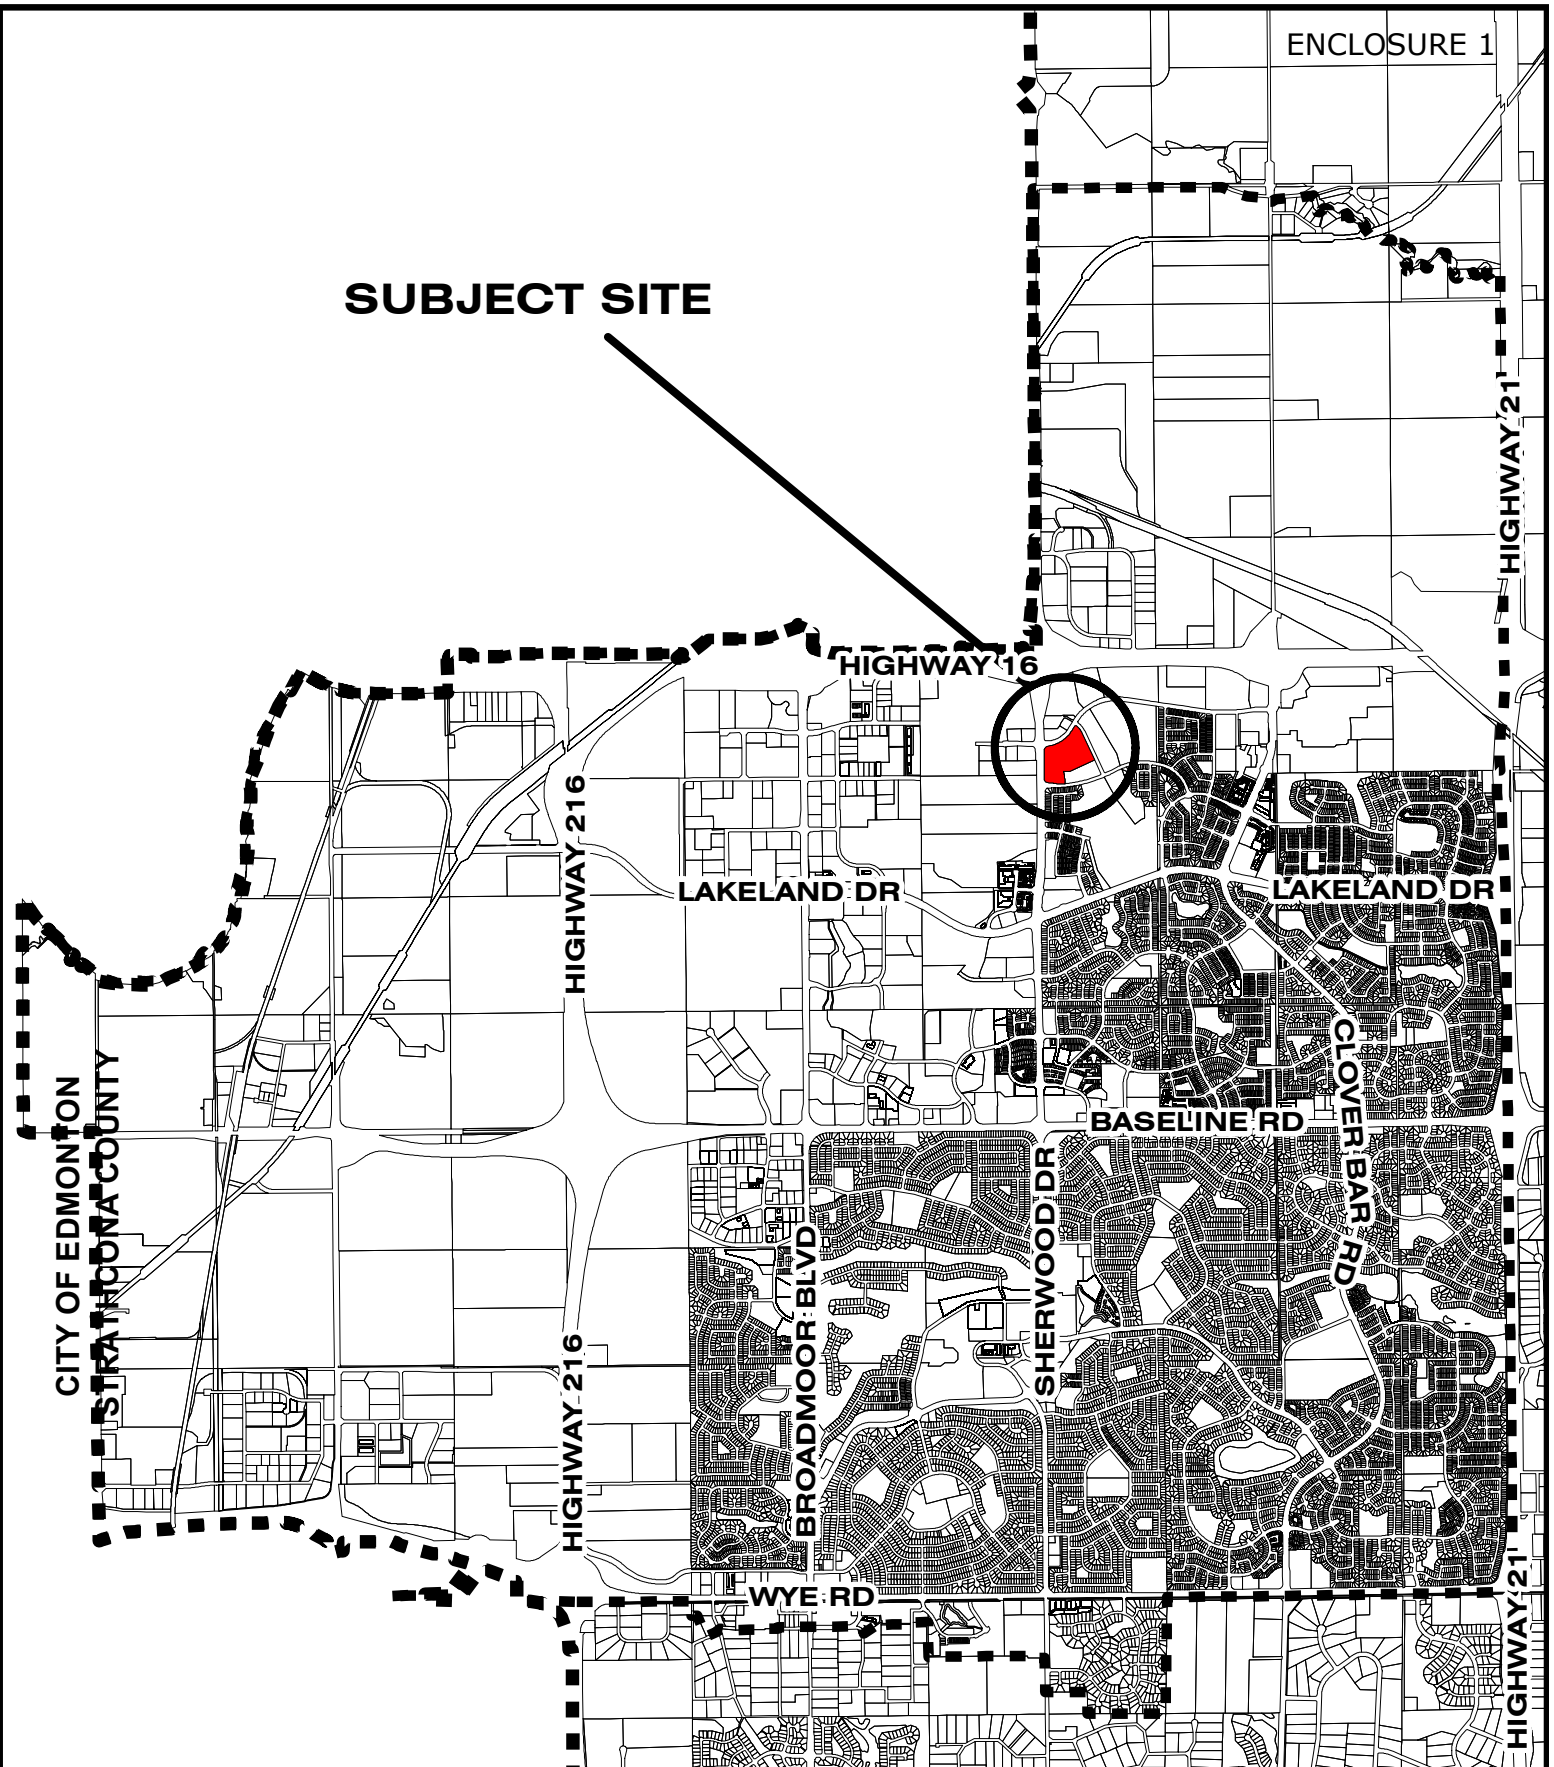 ENCLOSURE 1
SUBJECT SITE
HIGHWAY 21
HIGHWAY 16
HIGHWAY 216
LAKELAND DR
LAKELAND DR
CLOVER BAR RD
CITY OF EDMONTON
STRATHCONA COUNTY
BASELINE RD
SHERWOOD DR
BROADMOOR BLVD
HIGHWAY 216
WYE RD
HIGHWAY 21